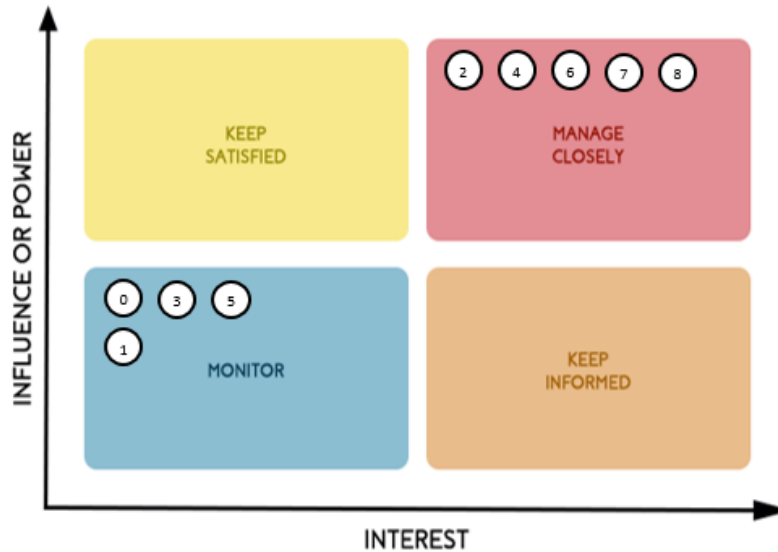 INFLUENCE OR POWER
KEEP
SATISFIED
2 4 6 7 8
MANAGE
CLOSELY
0 3 5
1
MONITOR
KEEP
INFORMED
INTEREST